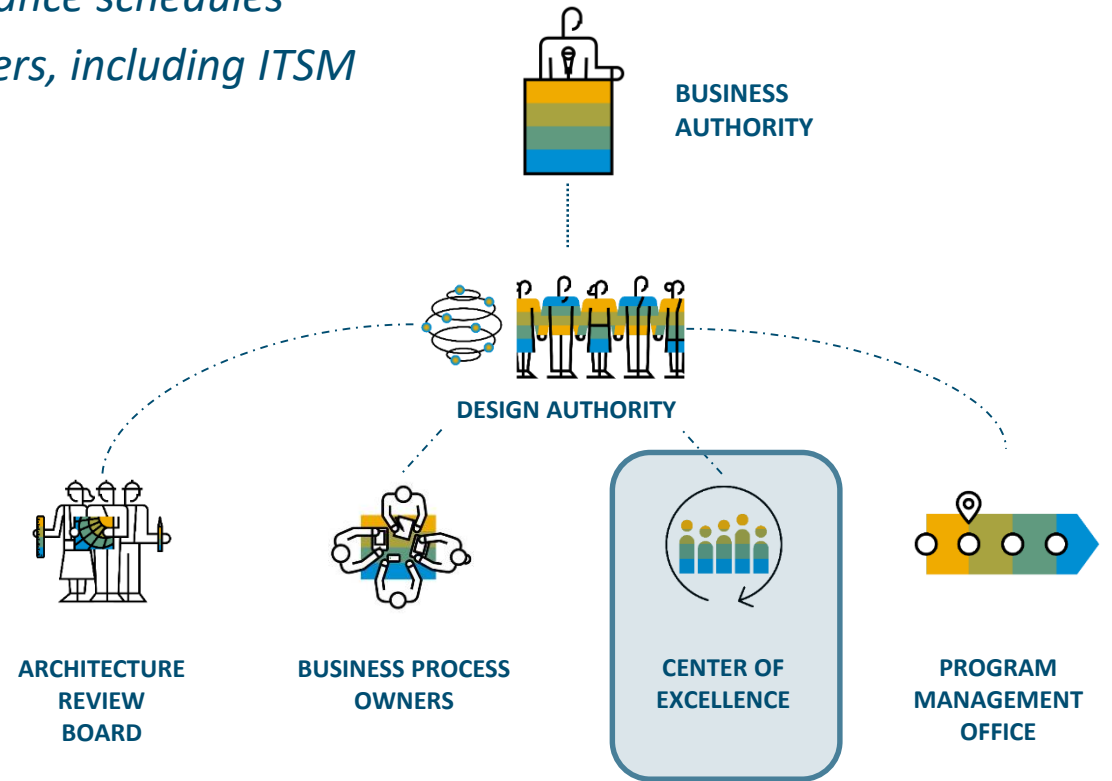 schedules
ers, including ITSM
BUSINESS
AUTHORITY
DESIGN AUTHORITY
ARCHITECTURE
REVIEW
BOARD
BUSINESS PROCESS
OWNERS
CENTER OF
EXCELLENCE
PROGRAM
MANAGEMENT
OFFICE